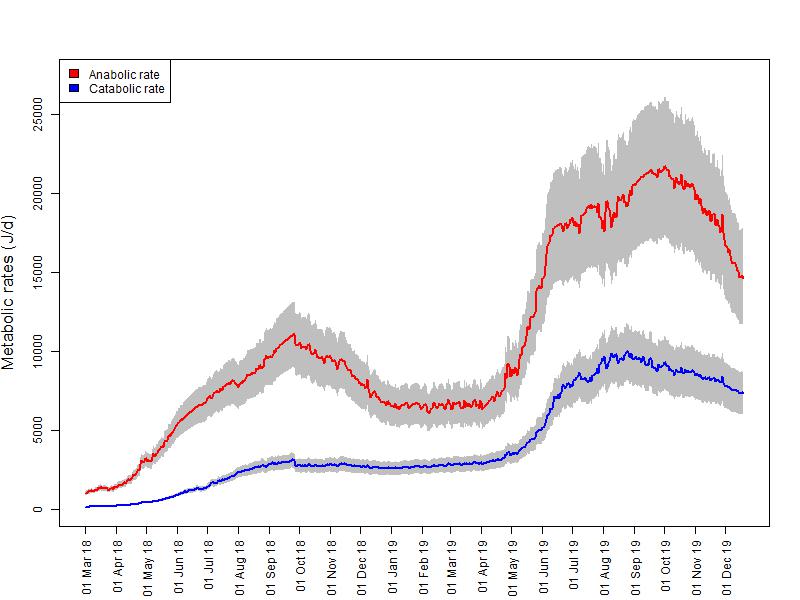 Anabolic rate
Catabolic rate
Metabolic rates (J/d)
25000
20000
15000
10000
5000
0
01 Mar 18
01 Apr 18
01 May 18
01 Jun 18
01 Jul 18
01 Aug 18
01 Sep 18
01 Oct 18
01 Nov 18
01 Dec 18
01 Jan 19
01 Feb 19
01 Mar 19
01 Apr 19
01 May 19
01 Jun 19
01 Jul 19
01 Aug 19
01 Sep 19
01 Oct 19
01 Nov 19
01 Dec 19